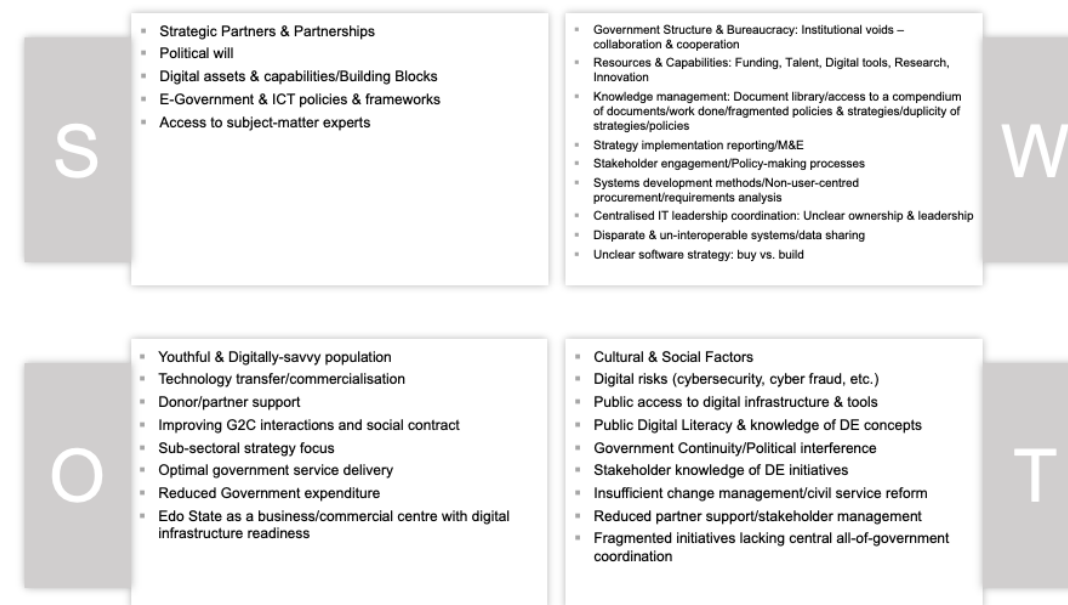 S
Strategic Partners & Partnerships
Political will
Digital assets & capabilities/Building Blocks
E-Government & ICT policies & frameworks
Access to subject-matter experts
W
Government Structure & Bureaucracy: Institutional voids –
collaboration & cooperation
Resources & Capabilities: Funding, Talent, Digital tools, Research,
Innovation
Knowledge management: Document library/access to a compendium
of documents/work done/fragmented policies & strategies/duplicity of
strategies/policies
Strategy implementation reporting/M&E
Stakeholder engagement/Policy-making processes
Systems development methods/Non-user-centred
procurement/requirements analysis
Centralised IT leadership coordination: Unclear ownership & leadership
Disparate & un-interoperable systems/data sharing
Unclear software strategy: buy vs. build
O
Youthful & Digitally-savvy population
Technology transfer/commercialisation
Donor/partner support
Improving G2C interactions and social contract
Sub-sectoral strategy focus
Optimal government service delivery
Reduced Government expenditure
Edo State as a business/commercial centre with digital
infrastructure readiness
T
Cultural & Social Factors
Digital risks (cybersecurity, cyber fraud, etc.)
Public access to digital infrastructure & tools
Public Digital Literacy & knowledge of DE concepts
Government Continuity/Political interference
Stakeholder knowledge of DE initiatives
Insufficient change management/civil service reform
Reduced partner support/stakeholder management
Fragmented initiatives lacking central all-of-government
coordination